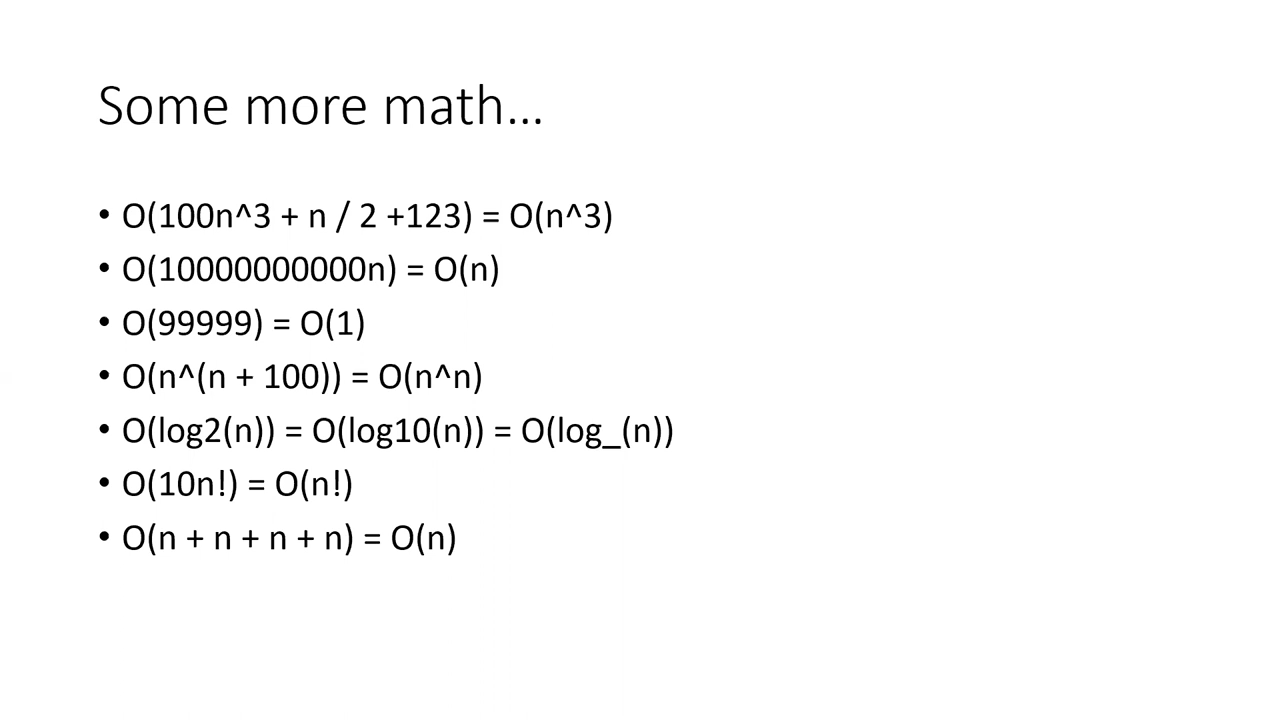 Some more math...
• O(100n^3 + n / 2 +123) = O(n^3)
• O(10000000000n) = O(n)
• O(99999) = O(1)
• O(n^(n + 100)) = O(n^n)
• O(log2(n)) = O(log10(n)) = O(log_(n))
• O(10n!) = O(n!)
• O(n + n + n + n) = O(n)